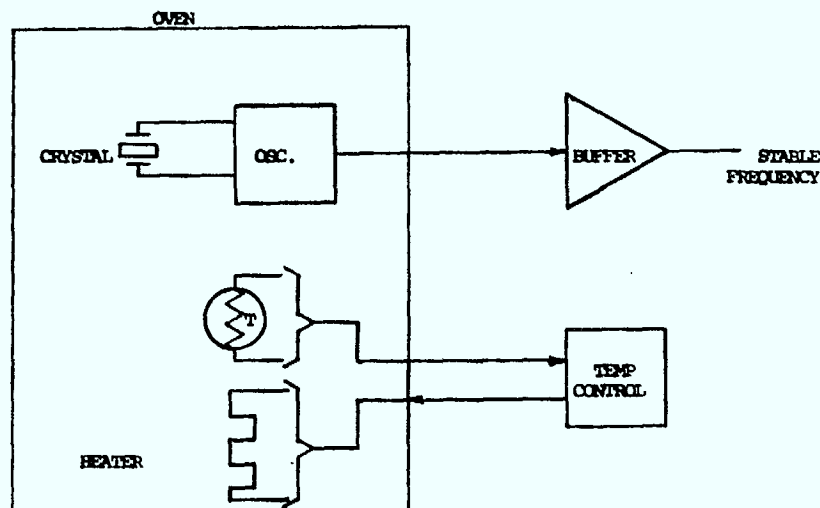 OVEN
CRYSTAL
OSC.
BUFFER
STABLE
FREQUENCY
T
TEMP
CONTROL
HEATER